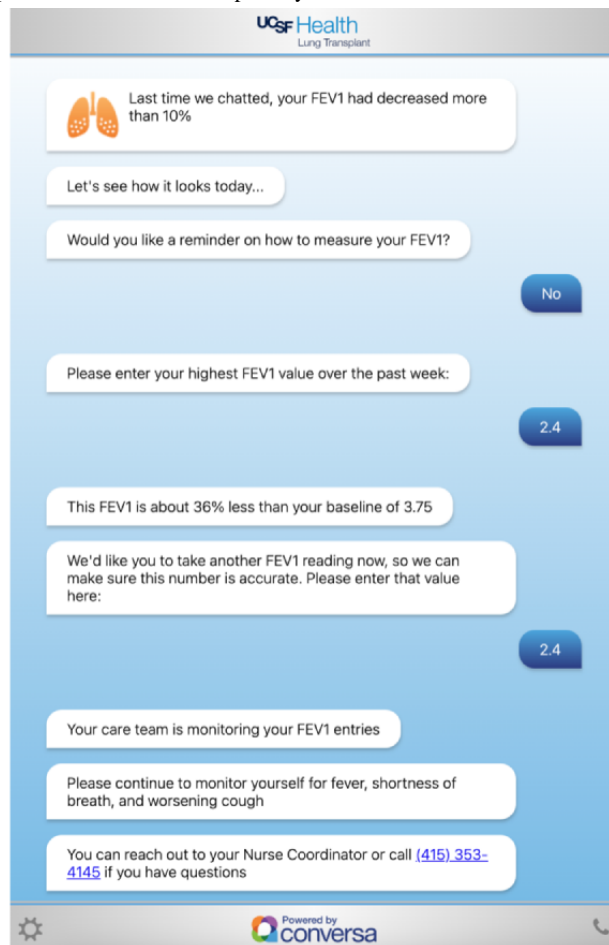 UCSF Health
Lung Transplant
Last time we chatted, your FEV1 had decreased more
than 10%
Let's see how it looks today...
Would you like a reminder on how to measure your FEV1?
No
Please enter your highest FEV1 value over the past week:
2.4
This FEV1 is about 36% less than your baseline of 3.75
We'd like you to take another FEV1 reading now, so we can
make sure this number is accurate. Please enter that value
here:
2.4
Your care team is monitoring your FEV1 entries
Please continue to monitor yourself for fever, shortness of
breath, and worsening cough
You can reach out to your Nurse Coordinator or call (415) 353-
4145 if you have questions
Powered by
conversa